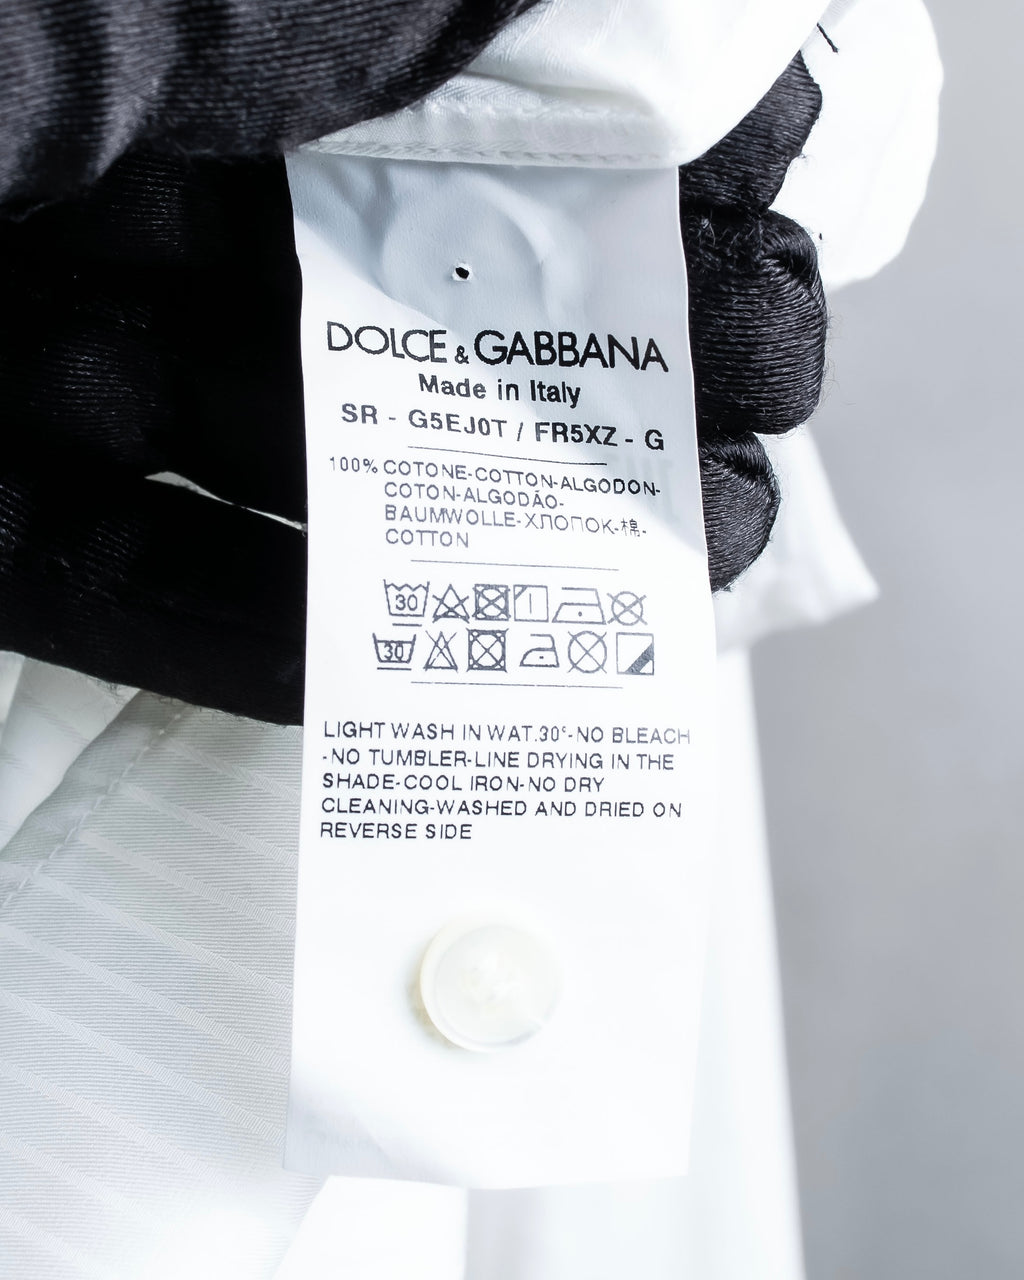 DOLCE & GABBANA
Made in Italy
SR - G5EJ0T / FR5XZ - G
100% COTONE-COTTON-ALGODON-
COTON-ALGODÃO-
BAUMWOLLE-ХЛОПОК-棉-
COTTON
30
30
LIGHT WASH IN WAT.30°-NO BLEACH
-NO TUMBLER-LINE DRYING IN THE
SHADE-COOL IRON-NO DRY
CLEANING-WASHED AND DRIED ON
REVERSE SIDE